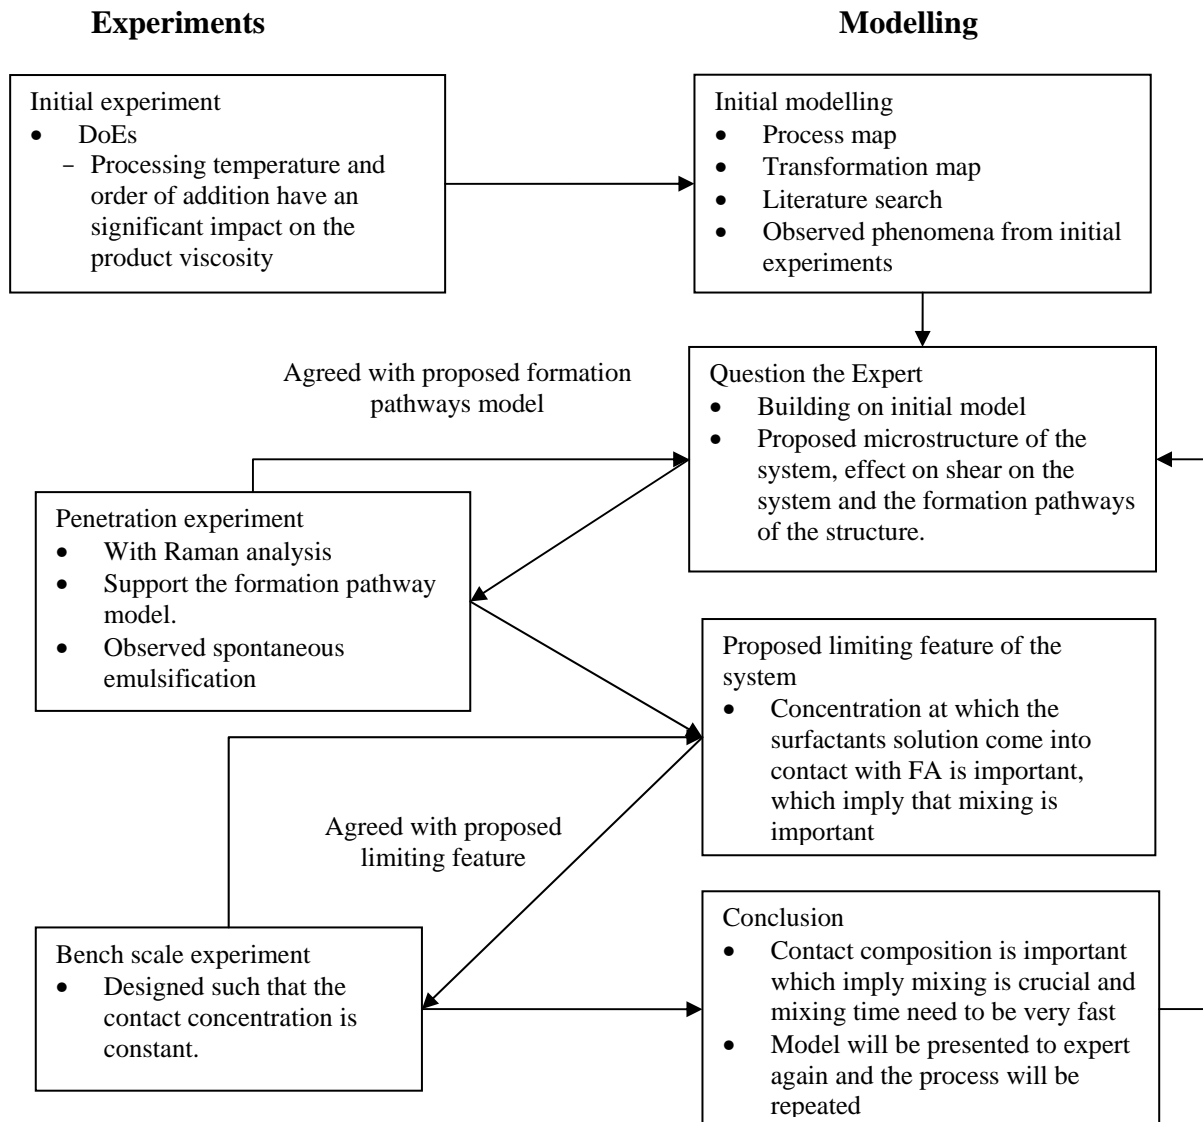 Experiments
Modelling
Initial experiment
• DoEs
– Processing temperature and
order of addition have an
significant impact on the
product viscosity
Initial modelling
• Process map
• Transformation map
• Literature search
• Observed phenomena from initial
experiments
Agreed with proposed formation
pathways model
Question the Expert
• Building on initial model
• Proposed microstructure of the
system, effect on shear on the
system and the formation pathways
of the structure.
Penetration experiment
• With Raman analysis
• Support the formation pathway
model.
• Observed spontaneous
emulsification
Proposed limiting feature of the
system
• Concentration at which the
surfactants solution come into
contact with FA is important,
which imply that mixing is
important
Agreed with proposed
limiting feature
Bench scale experiment
• Designed such that the
contact concentration is
constant.
Conclusion
• Contact composition is important
which imply mixing is crucial and
mixing time need to be very fast
• Model will be presented to expert
again and the process will be
repeated